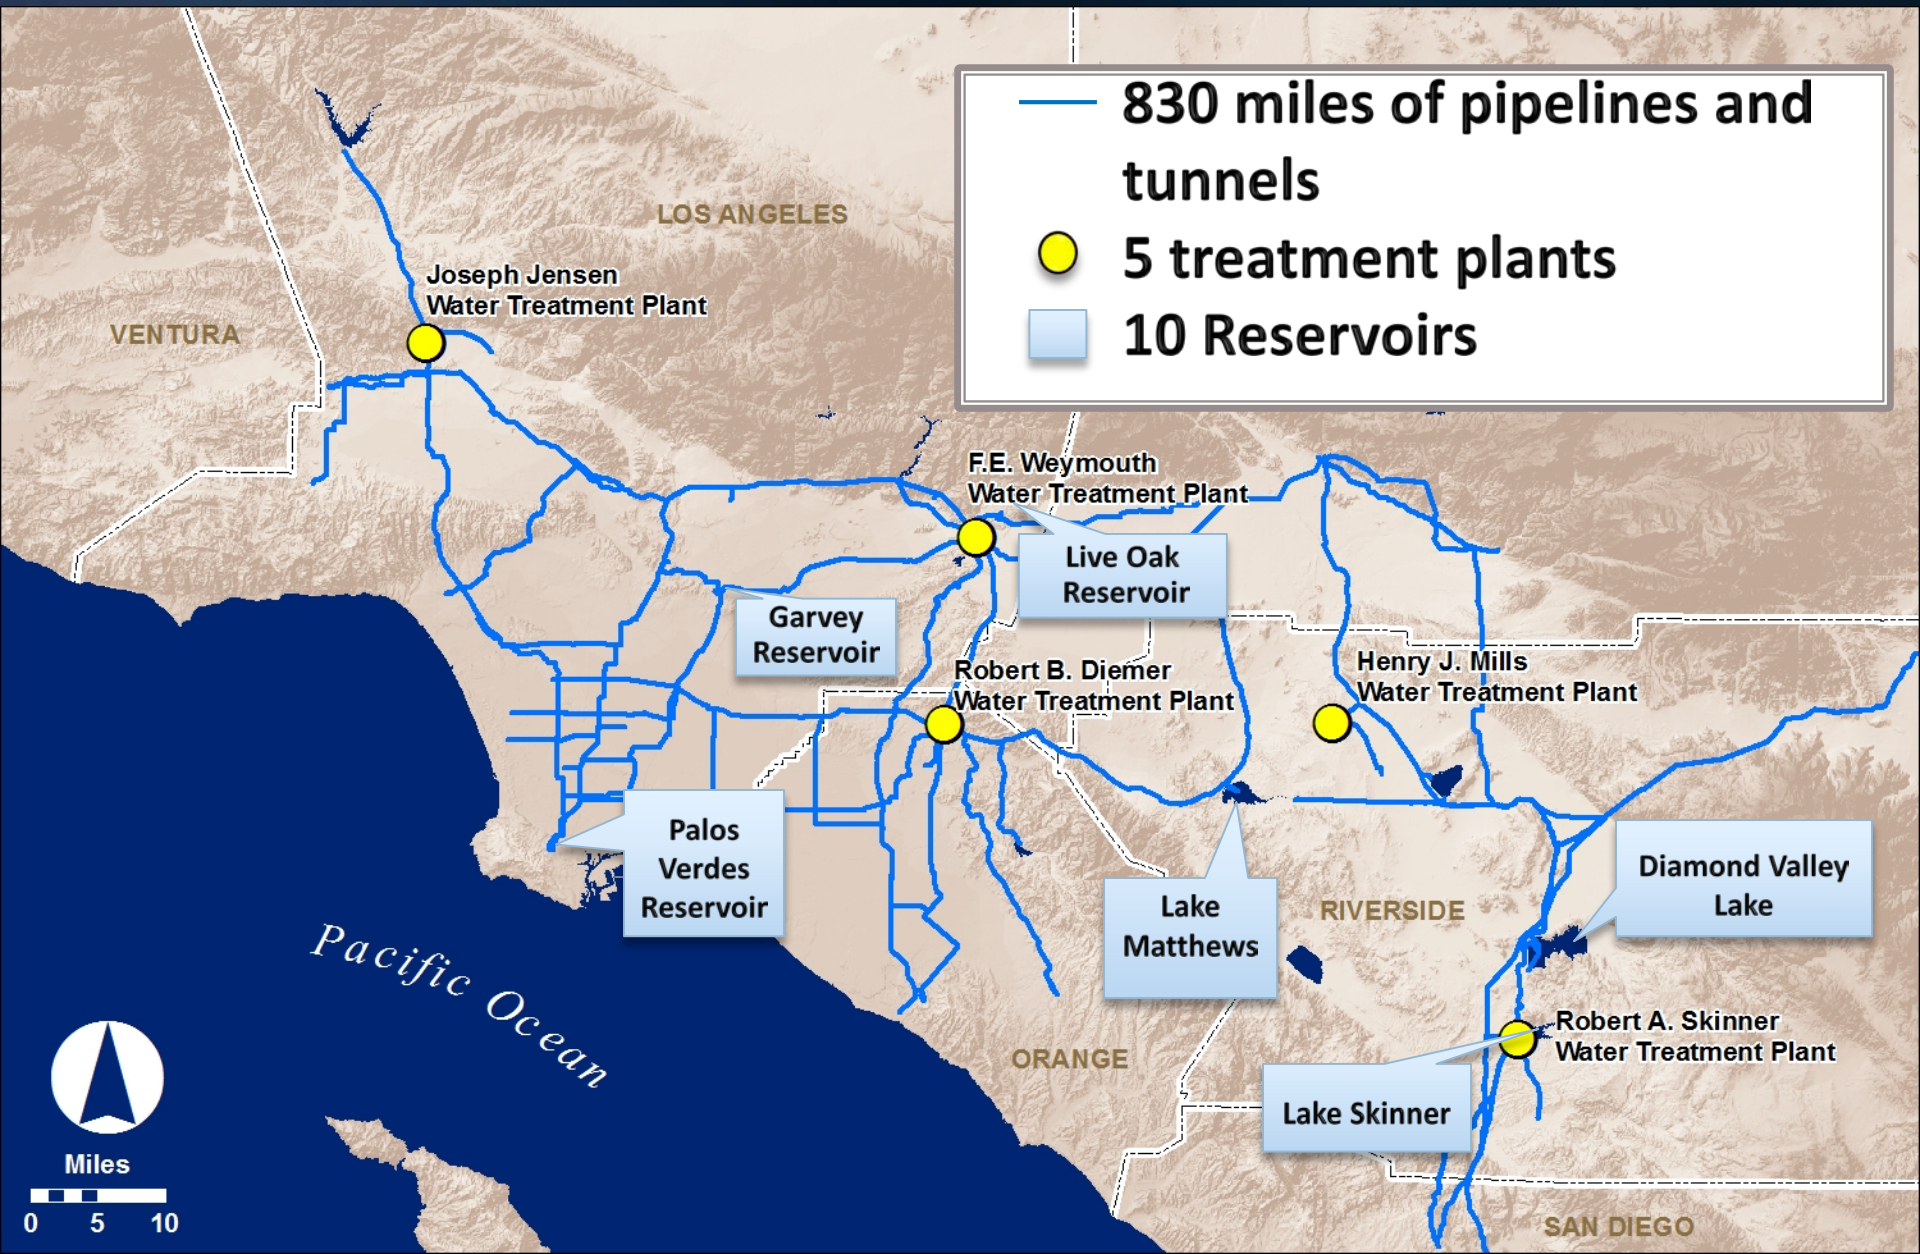 830 miles of pipelines and
tunnels
5 treatment plants
10 Reservoirs
LOS ANGELES
Joseph Jensen
Water Treatment Plant
VENTURA
F.E. Weymouth
Water Treatment Plant
Live Oak
Reservoir
Garvey
Reservoir
Robert B. Diemer
Water Treatment Plant
Henry J. Mills
Water Treatment Plant
Palos
Verdes
Reservoir
Diamond Valley
Lake
Lake
Matthews
RIVERSIDE
Pacific Ocean
Robert A. Skinner
Water Treatment Plant
ORANGE
Lake Skinner
Miles
0 5 10
SAN DIEGO